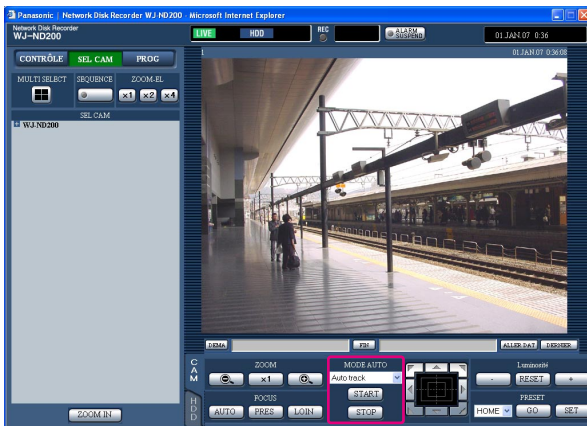 Panasonic | Network Disk Recorder WJ-ND200 - Microsoft Internet Explorer
Network Disk Recorder
WJ-ND200
LIVE HDD REC ALARM SUSPEND 01.JAN.07 0:36
CONTRÔLE SEL CAM PROG
1 01.JAN.07 0:36:08
MULTI SELECT SEQUENCE ZOOM-EL
x1 x2 x4
SEL CAM
WJ-ND200
DEMA FIN ALLER DAT DERNIER
CAM
ZOOM MODE AUTO Luminosité
x1 Auto track - RESET +
START
FOCUS PRESET
HDD
AUTO PRES LOIN STOP HOME GO SET
ZOOM IN